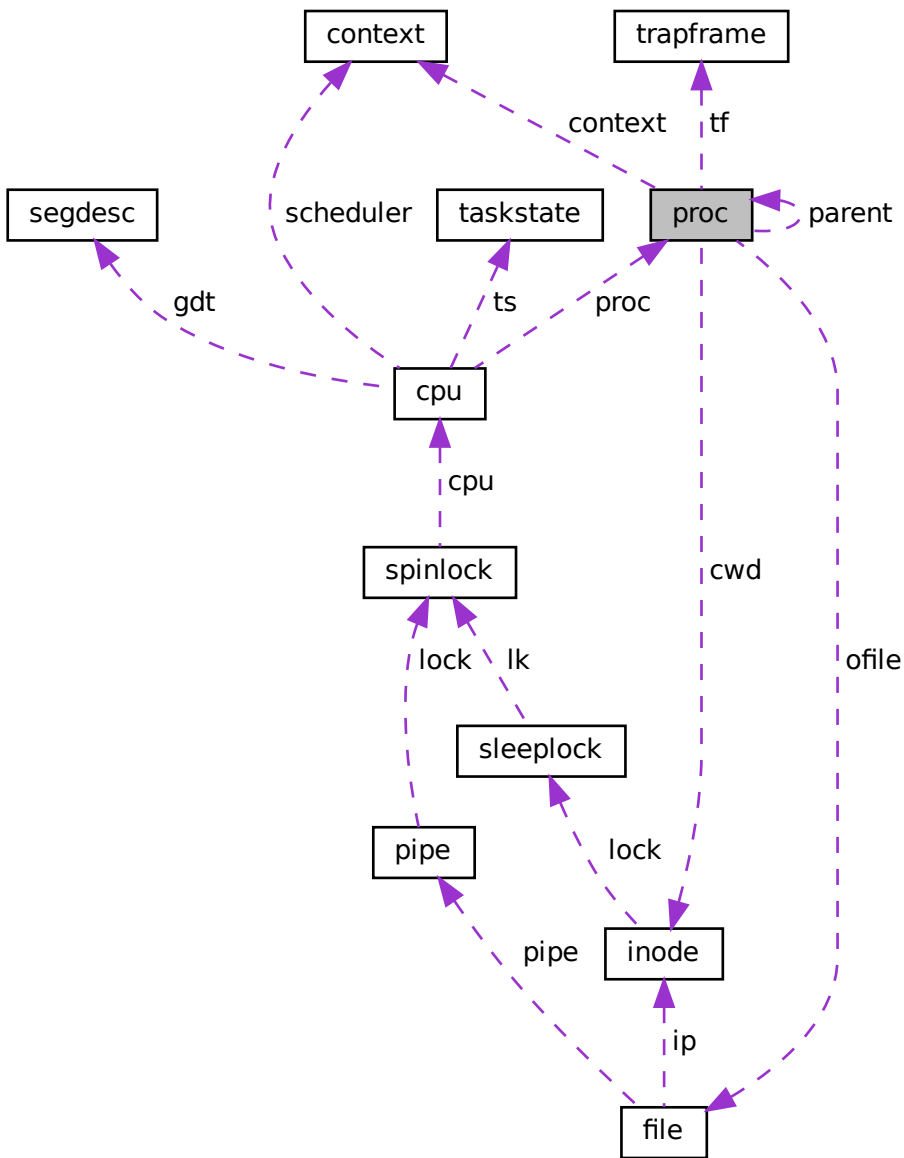 context
trapframe
context
tf
segdesc
scheduler
taskstate
proc
parent
gdt
ts
proc
cpu
cpu
spinlock
cwd
lock
lk
ofile
sleeplock
pipe
lock
pipe
inode
ip
file